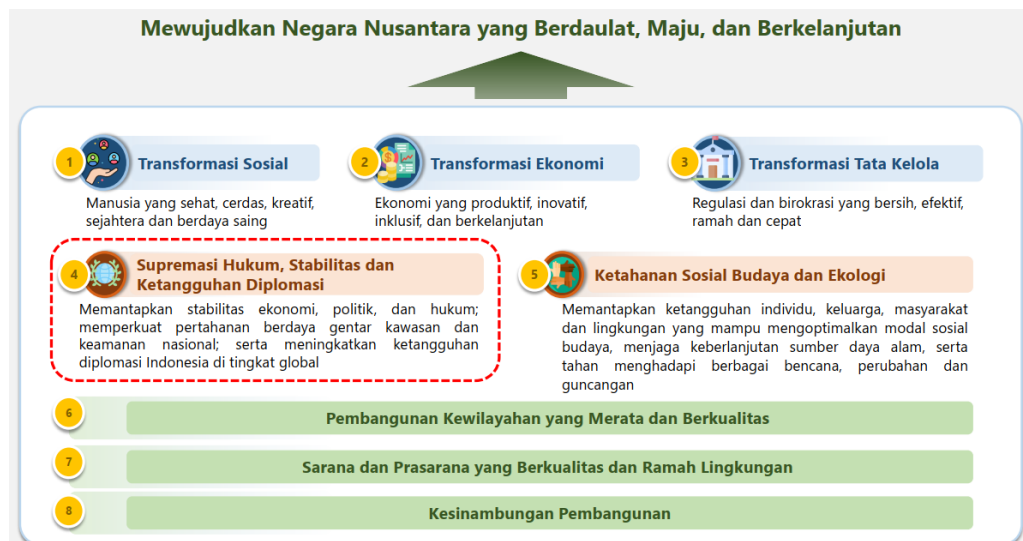 Mewujudkan Negara Nusantara yang Berdaulat, Maju, dan Berkelanjutan
1
Transformasi Sosial
Manusia yang sehat, cerdas, kreatif,
sejahtera dan berdaya saing
2
Transformasi Ekonomi
Ekonomi yang produktif, inovatif,
inklusif, dan berkelanjutan
3
Transformasi Tata Kelola
Regulasi dan birokrasi yang bersih, efektif,
ramah dan cepat
4
Supremasi Hukum, Stabilitas dan
Ketangguhan Diplomasi
Memantapkan stabilitas ekonomi, politik, dan hukum;
memperkuat pertahanan berdaya gentar kawasan dan
keamanan nasional; serta meningkatkan ketangguhan
diplomasi Indonesia di tingkat global
5
Ketahanan Sosial Budaya dan Ekologi
Memantapkan ketangguhan individu, keluarga, masyarakat
dan lingkungan yang mampu mengoptimalkan modal sosial
budaya, menjaga keberlanjutan sumber daya alam, serta
tahan menghadapi berbagai bencana, perubahan dan
guncangan
6
Pembangunan Kewilayahan yang Merata dan Berkualitas
7
Sarana dan Prasarana yang Berkualitas dan Ramah Lingkungan
8
Kesinambungan Pembangunan